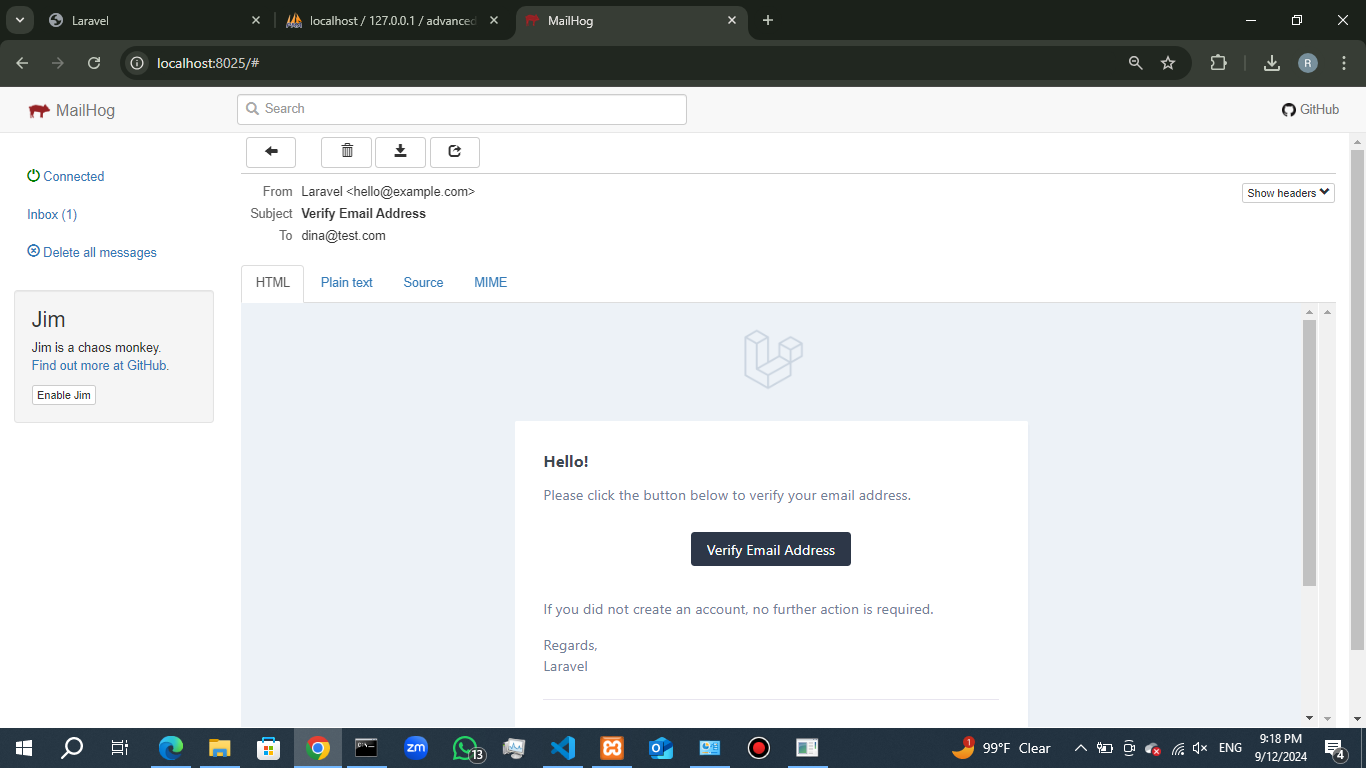 Laravel
localhost / 127.0.0.1 / advanced
MailHog
localhost:8025/#
R
MailHog
Search
GitHub
Connected
Inbox (1)
Delete all messages
Jim
Jim is a chaos monkey.
Find out more at GitHub.
Enable Jim
From Laravel <hello@example.com>
Show headers
Subject Verify Email Address
To dina@test.com
HTML Plain text Source MIME
Hello!
Please click the button below to verify your email address.
Verify Email Address
If you did not create an account, no further action is required.
Regards,
Laravel
zm
13
1
99°F Clear
ENG
9:18 PM
9/12/2024
4